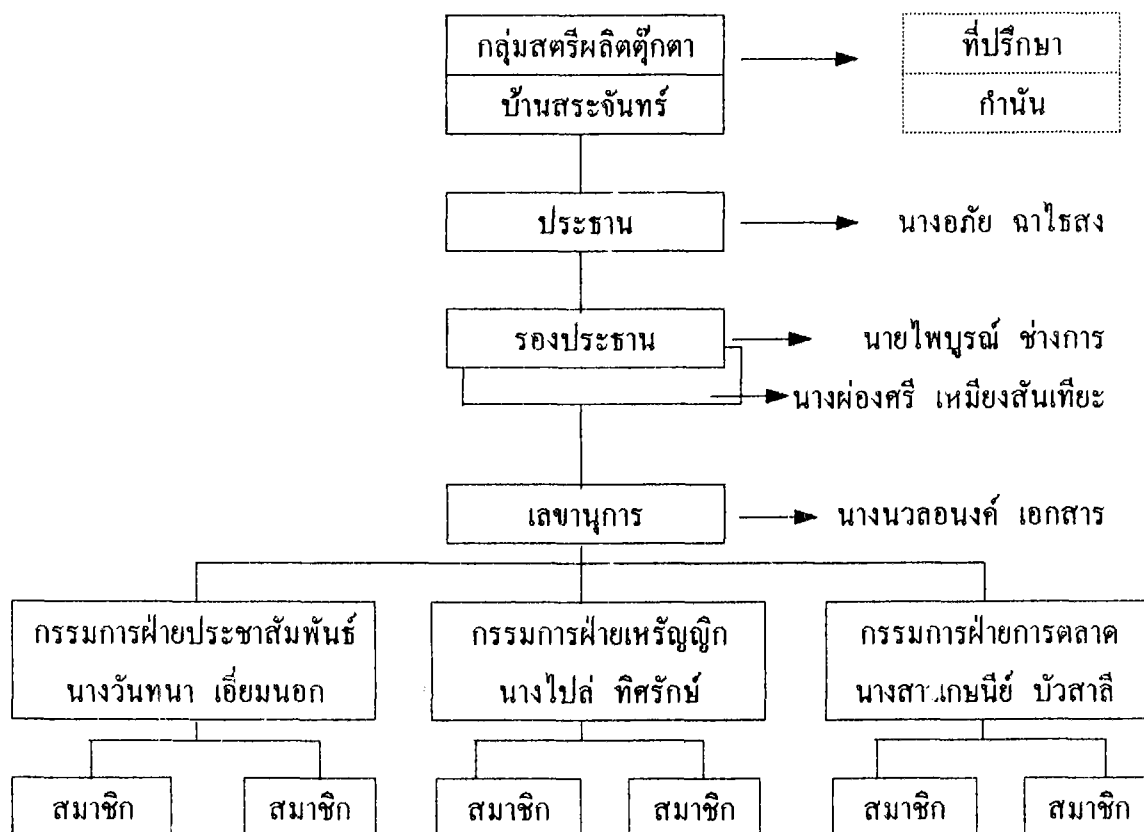 กลุ่มสตรีผลิตตุ๊กตา
บ้านสระจันทร์
ที่ปรึกษา
กำนัน
ประธาน
นางอภัย ฉาไธสง
รองประธาน
นายไพบูรณ์ ช่างการ
นางผ่องศรี เหมียงสันเทียะ
เลขานุการ
นางนวลอนงค์ เอกสาร
กรรมการฝ่ายประชาสัมพันธ์
นางวันทนา เอี่ยมนอก
กรรมการฝ่ายเหรัญญิก
นางไปล่ ทิศรักษ์
กรรมการฝ่ายการตลาด
บัวสาลี
สมาชิก
สมาชิก
สมาชิก
สมาชิก
สมาชิก
สมาชิก